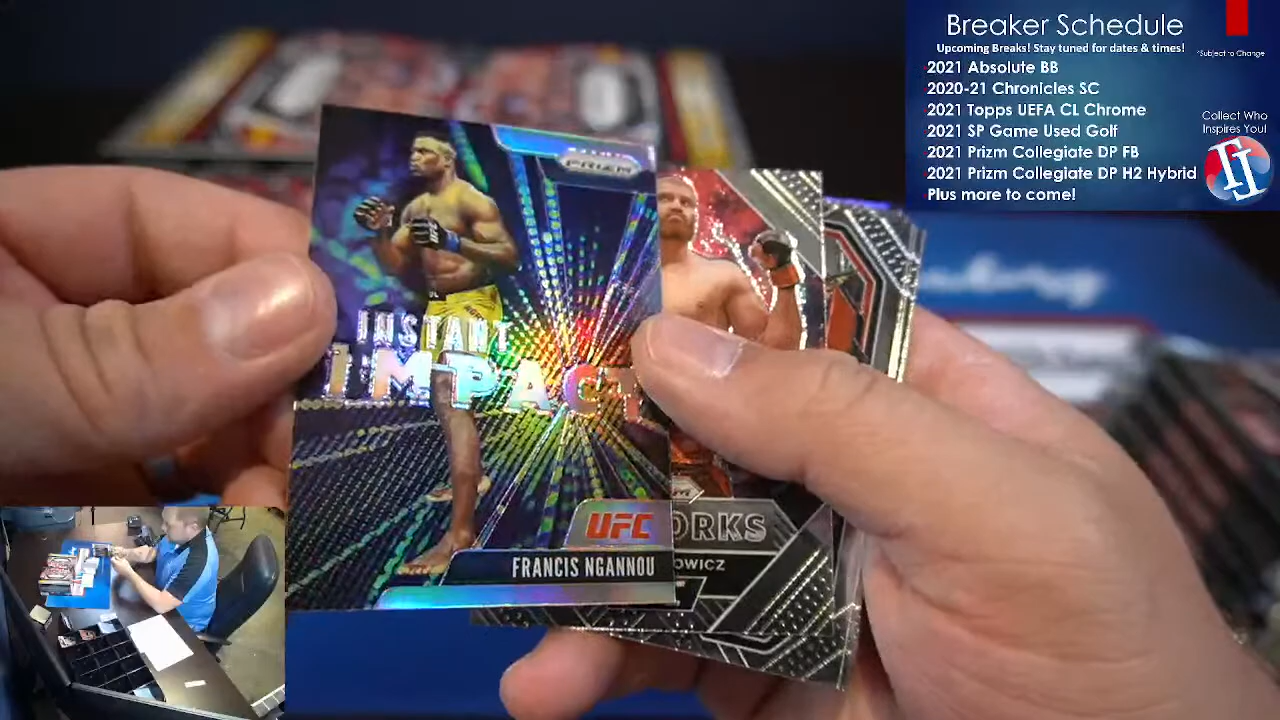 Breaker Schedule
Upcoming Breaks! Stay tuned for dates & times!
*Subject to Change
2021 Absolute BB
2020-21 Chronicles SC
2021 Topps UEFA CL Chrome
2021 SP Game Used Golf
2021 Prizm Collegiate DP FB
2021 Prizm Collegiate DP H2 Hybrid
Plus more to come!
Collect Who
Inspires You!
PRIZM
INSTANT
IMPACT
UFC
FRANCIS NGANNOU
ORKS
OWICZ